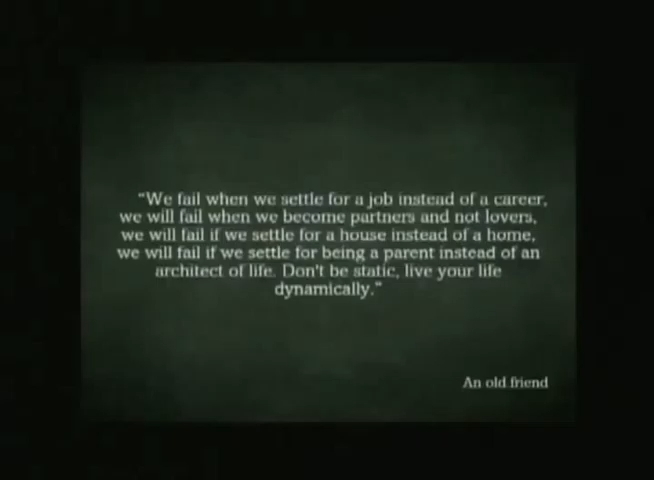 "We fail when we settle for a job instead of a career,
we will fail when we become partners and not lovers,
we will fail if we settle for a house instead of a home,
we will fail if we settle for being a parent instead of an
architect of life. Don't be static, live your life
dynamically."
An old friend